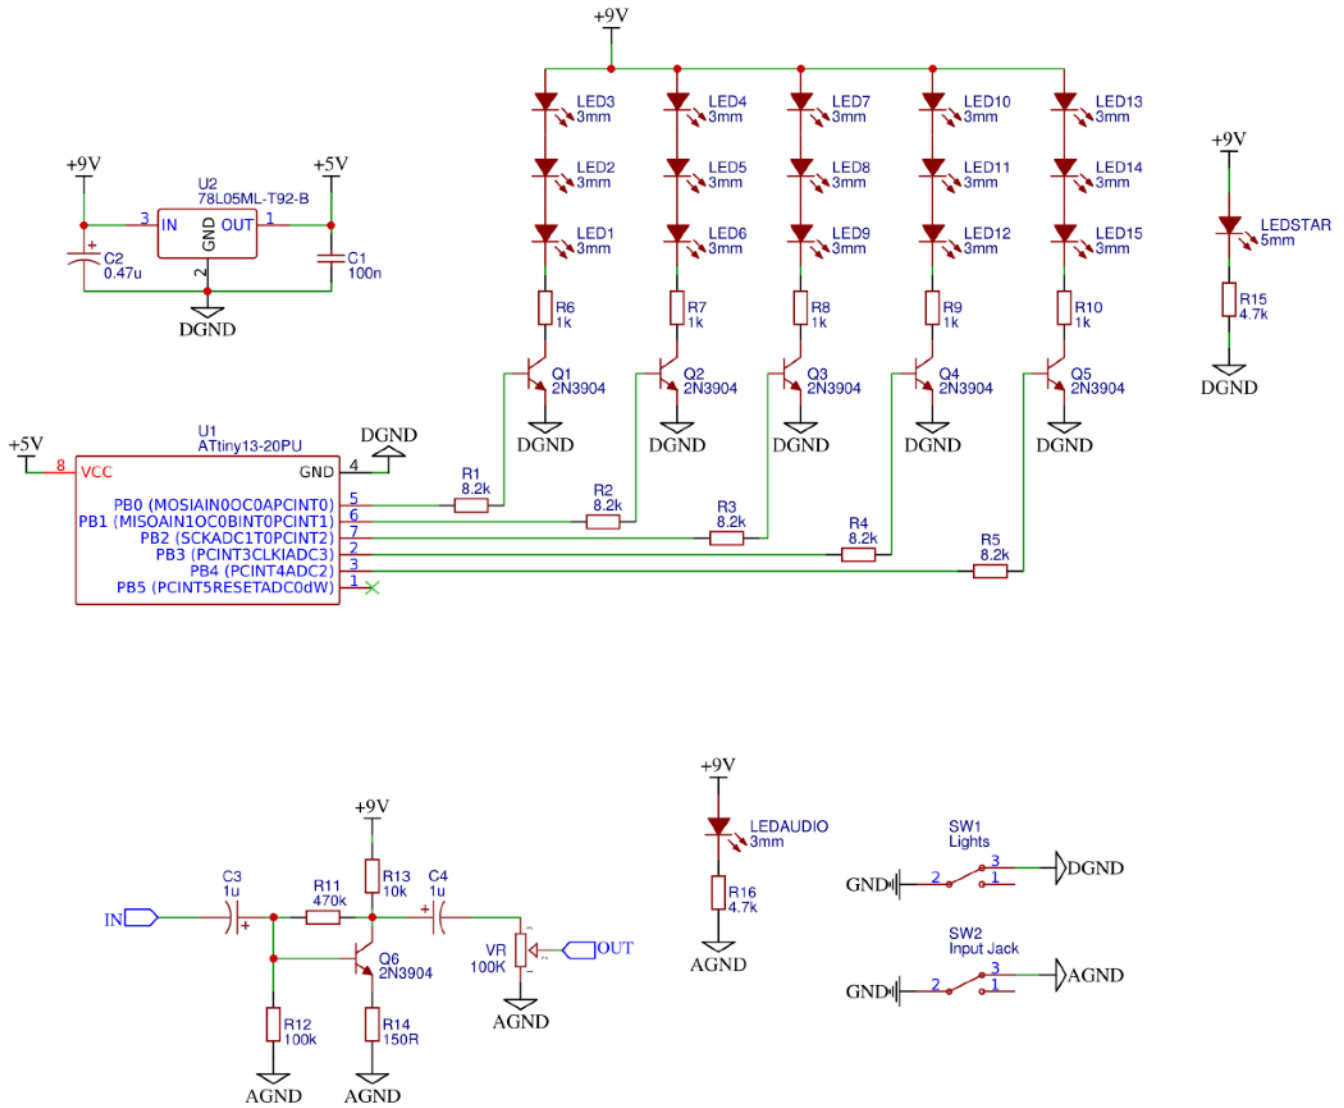 +9V
LED3
3mm
LED4
3mm
LED7
3mm
LED10
3mm
LED13
3mm
LED2
3mm
LED5
3mm
LED8
3mm
LED11
3mm
LED14
3mm
LED1
3mm
LED6
3mm
LED9
3mm
LED12
3mm
LED15
3mm
R6
1k
R7
1k
R8
1k
R9
1k
R10
1k
Q1
2N3904
Q2
2N3904
Q3
2N3904
Q4
2N3904
Q5
2N3904
DGND
DGND
DGND
DGND
DGND
+9V
LEDSTAR
5mm
R15
4.7k
DGND
+9V
+5V
U2
78L05ML-T92-B
3 IN OUT 1
GND
2
C2
0.47u
C1
100n
DGND
+5V
U1
ATtiny13-20PU
DGND
8 VCC GND 4
PB0 (MOSIAIN0OC0APCINT0) 5
PB1 (MISOAIN1OC0BINT0PCINT1) 6
PB2 (SCKADC1T0PCINT2) 7
PB3 (PCINT3CLKIADC3) 2
PB4 (PCINT4ADC2) 3
PB5 (PCINT5RESETADC0dW) 1
R1
8.2k
R2
8.2k
R3
8.2k
R4
8.2k
R5
8.2k
+9V
R13
10k
C3
1u
R11
470k
C4
1u
IN
Q6
2N3904
VR
100K
OUT
AGND
R12
100k
R14
150R
AGND
AGND
+9V
LEDAUDIO
3mm
R16
4.7k
AGND
SW1
Lights
GND 2 3 1 DGND
SW2
Input Jack
GND 2 3 1 AGND